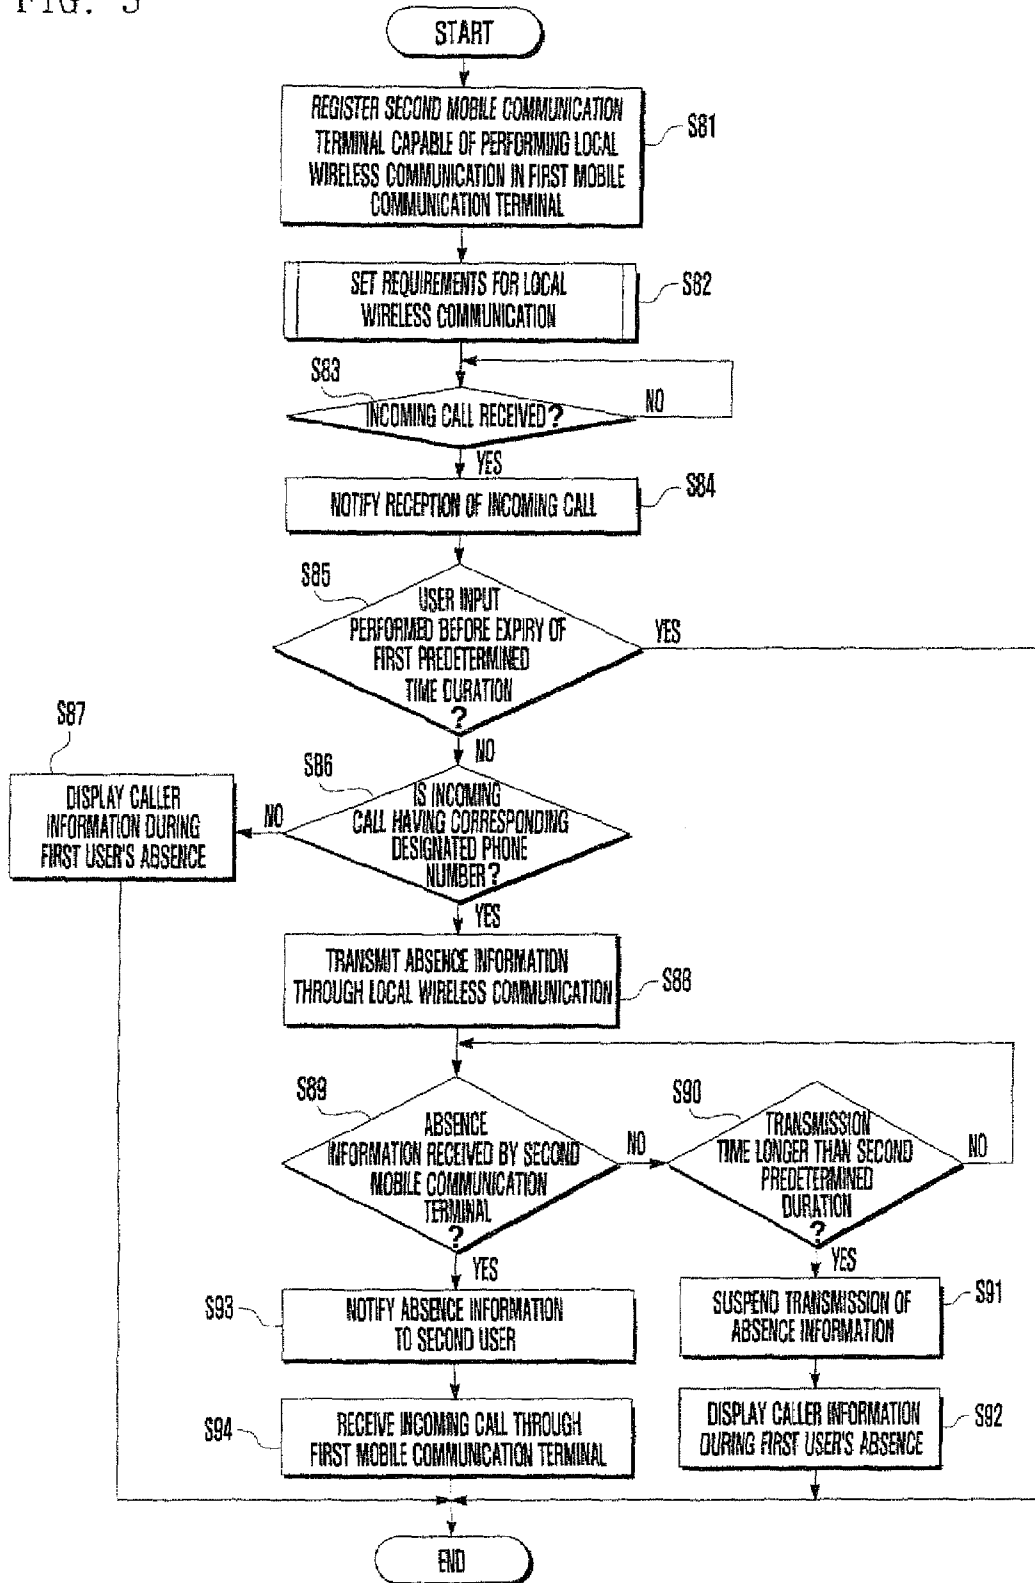 FIG. 5
START
REGISTER SECOND MOBILE COMMUNICATION
TERMINAL CAPABLE OF PERFORMING LOCAL
WIRELESS COMMUNICATION IN FIRST MOBILE
COMMUNICATION TERMINAL
S81
SET REQUIREMENTS FOR LOCAL
WIRELESS COMMUNICATION
S82
S83
INCOMING CALL RECEIVED?
NO
YES
NOTIFY RECEPTION OF INCOMING CALL
S84
S85
USER INPUT
PERFORMED BEFORE EXPIRY OF
FIRST PREDETERMINED
TIME DURATION
?
YES
NO
S86
IS INCOMING
CALL HAVING CORRESPONDING
DESIGNATED PHONE
NUMBER?
NO
S87
DISPLAY CALLER
INFORMATION DURING
FIRST USER'S ABSENCE
YES
TRANSMIT ABSENCE INFORMATION
THROUGH LOCAL WIRELESS COMMUNICATION
S88
S89
ABSENCE
INFORMATION RECEIVED BY SECOND
MOBILE COMMUNICATION
TERMINAL
?
NO
S90
TRANSMISSION
TIME LONGER THAN SECOND
PREDETERMINED
DURATION
?
NO
YES
YES
S93
NOTIFY ABSENCE INFORMATION
TO SECOND USER
SUSPEND TRANSMISSION OF
ABSENCE INFORMATION
S91
S94
RECEIVE INCOMING CALL THROUGH
FIRST MOBILE COMMUNICATION TERMINAL
DISPLAY CALLER INFORMATION
DURING FIRST USER'S ABSENCE
S92
END